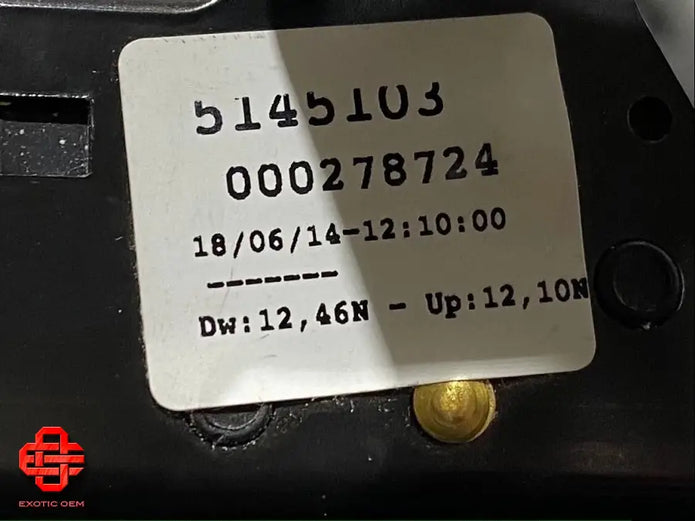 5145103
000278724
18/06/14-12:10:00
-------
Dw:12,46N - Up:12,10N
EXOTIC OEM